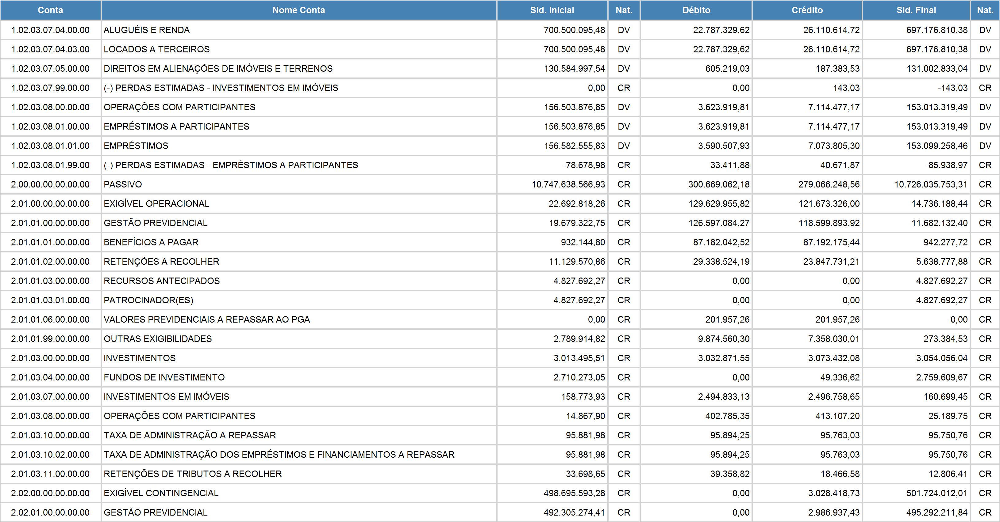 Conta Nome Conta Sld. Inicial Nat. Débito Crédito Sld. Final Nat.
1.02.03.07.04.00.00 ALUGUÉIS E RENDA 700.500.095,48 DV 22.787.329,62 26.110.614,72 697.176.810,38 DV
1.02.03.07.04.03.00 LOCADOS A TERCEIROS 700.500.095,48 DV 22.787.329,62 26.110.614,72 697.176.810,38 DV
1.02.03.07.05.00.00 DIREITOS EM ALIENAÇÕES DE IMÓVEIS E TERRENOS 130.584.997,54 DV 605.219,03 187.383,53 131.002.833,04 DV
1.02.03.07.99.00.00 (-) PERDAS ESTIMADAS - INVESTIMENTOS EM IMÓVEIS 0,00 CR 0,00 143,03 -143,03 CR
1.02.03.08.00.00.00 OPERAÇÕES COM PARTICIPANTES 156.503.876,85 DV 3.623.919,81 7.114.477,17 153.013.319,49 DV
1.02.03.08.01.00.00 EMPRÉSTIMOS A PARTICIPANTES 156.503.876,85 DV 3.623.919,81 7.114.477,17 153.013.319,49 DV
1.02.03.08.01.01.00 EMPRÉSTIMOS 156.582.555,83 DV 3.590.507,93 7.073.805,30 153.099.258,46 DV
1.02.03.08.01.99.00 (-) PERDAS ESTIMADAS - EMPRÉSTIMOS A PARTICIPANTES -78.678,98 CR 33.411,88 40.671,87 -85.938,97 CR
2.00.00.00.00.00.00 PASSIVO 10.747.638.566,93 CR 300.669.062,18 279.066.248,56 10.726.035.753,31 CR
2.01.00.00.00.00.00 EXIGÍVEL OPERACIONAL 22.692.818,26 CR 129.629.955,82 121.673.326,00 14.736.188,44 CR
2.01.01.00.00.00.00 GESTÃO PREVIDENCIAL 19.679.322,75 CR 126.597.084,27 118.599.893,92 11.682.132,40 CR
2.01.01.01.00.00.00 BENEFÍCIOS A PAGAR 932.144,80 CR 87.182.042,52 87.192.175,44 942.277,72 CR
2.01.01.02.00.00.00 RETENÇÕES A RECOLHER 11.129.570,86 CR 29.338.524,19 23.847.731,21 5.638.777,88 CR
2.01.01.03.00.00.00 RECURSOS ANTECIPADOS 4.827.692,27 CR 0,00 0,00 4.827.692,27 CR
2.01.01.03.01.00.00 PATROCINADOR(ES) 4.827.692,27 CR 0,00 0,00 4.827.692,27 CR
2.01.01.06.00.00.00 VALORES PREVIDENCIAIS A REPASSAR AO PGA 0,00 CR 201.957,26 201.957,26 0,00 CR
2.01.01.99.00.00.00 OUTRAS EXIGIBILIDADES 2.789.914,82 CR 9.874.560,30 7.358.030,01 273.384,53 CR
2.01.03.00.00.00.00 INVESTIMENTOS 3.013.495,51 CR 3.032.871,55 3.073.432,08 3.054.056,04 CR
2.01.03.04.00.00.00 FUNDOS DE INVESTIMENTO 2.710.273,05 CR 0,00 49.336,62 2.759.609,67 CR
2.01.03.07.00.00.00 INVESTIMENTOS EM IMÓVEIS 158.773,93 CR 2.494.833,13 2.496.758,65 160.699,45 CR
2.01.03.08.00.00.00 OPERAÇÕES COM PARTICIPANTES 14.867,90 CR 402.785,35 413.107,20 25.189,75 CR
2.01.03.10.00.00.00 TAXA DE ADMINISTRAÇÃO A REPASSAR 95.881,98 CR 95.894,25 95.763,03 95.750,76 CR
2.01.03.10.02.00.00 TAXA DE ADMINISTRAÇÃO DOS EMPRÉSTIMOS E FINANCIAMENTOS A REPASSAR 95.881,98 CR 95.894,25 95.763,03 95.750,76 CR
2.01.03.11.00.00.00 RETENÇÕES DE TRIBUTOS A RECOLHER 33.698,65 CR 39.358,82 18.466,58 12.806,41 CR
2.02.00.00.00.00.00 EXIGÍVEL CONTINGENCIAL 498.695.593,28 CR 0,00 3.028.418,73 501.724.012,01 CR
2.02.01.00.00.00.00 GESTÃO PREVIDENCIAL 492.305.274,41 CR 0,00 2.986.937,43 495.292.211,84 CR